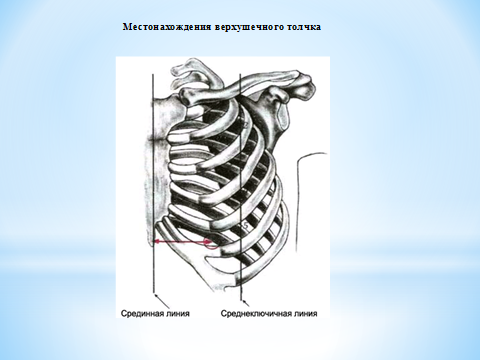 Местонахождения верхушечного толчка
Срединная линия
Среднеключичная линия